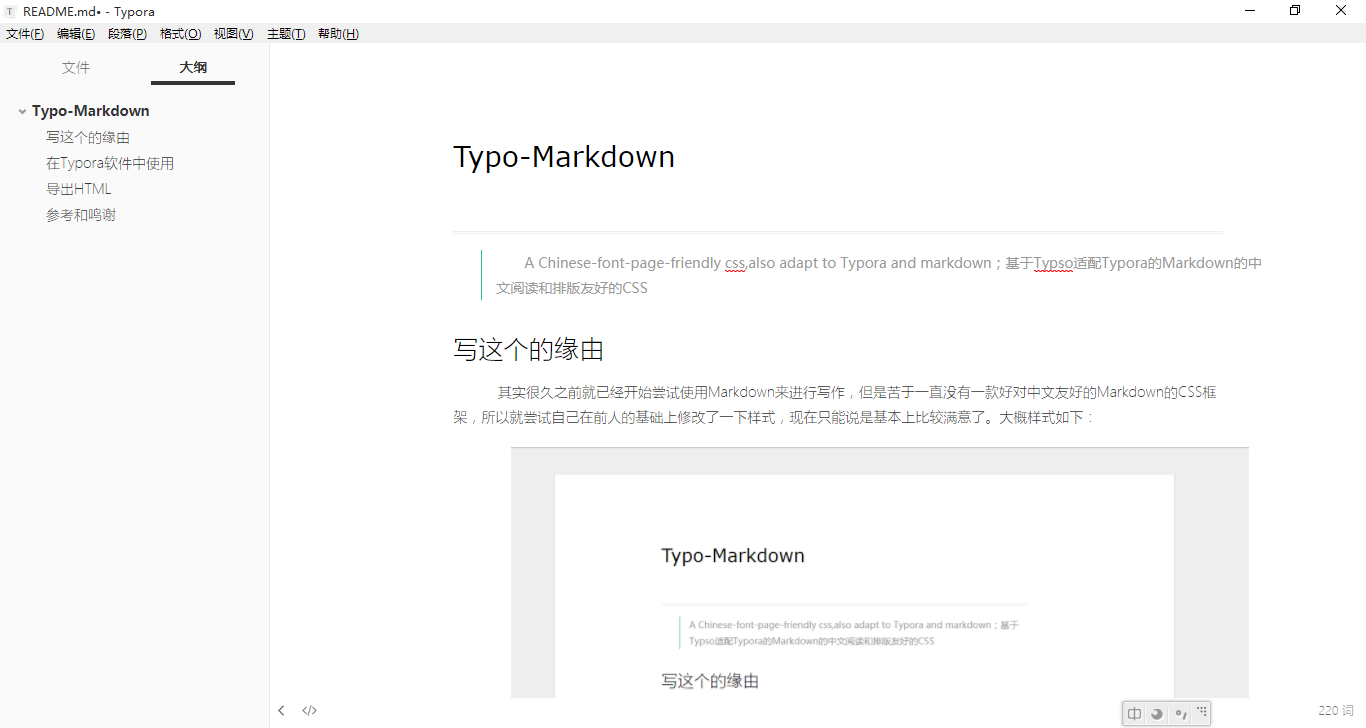 README.md• - Typora
文件(F) 编辑(E) 段落(P) 格式(O) 视图(V) 主题(T) 帮助(H)
文件 大纲
Typo-Markdown
写这个的缘由
在Typora软件中使用
导出HTML
参考和鸣谢
Typo-Markdown
A Chinese-font-page-friendly css,also adapt to Typora and markdown；基于Typso适配Typora的Markdown的中
文阅读和排版友好的CSS
写这个的缘由
其实很久之前就已经开始尝试使用Markdown来进行写作，但是苦于一直没有一款好对中文友好的Markdown的CSS框
架，所以就尝试自己在前人的基础上修改了一下样式，现在只能说是基本上比较满意了。大概样式如下：
Typo-Markdown
A Chinese-font-page-friendly css,also adapt to Typora and markdown；基于
Typso适配Typora的Markdown的中文阅读和排版友好的CSS
写这个的缘由
</>
中
220 词